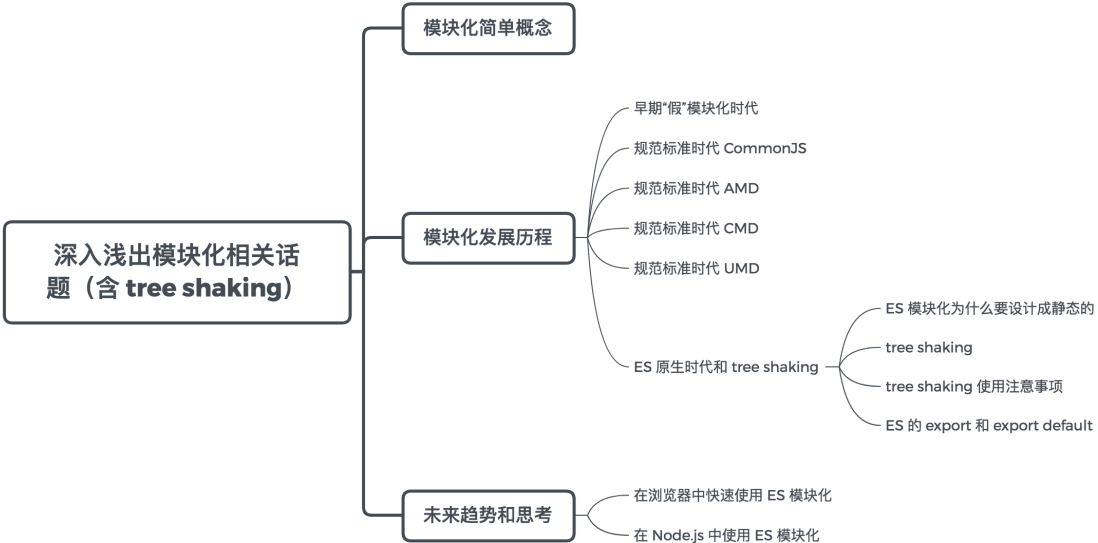 模块化简单概念
早期“假”模块化时代
规范标准时代 CommonJS
规范标准时代 AMD
模块化发展历程
规范标准时代 CMD
深入浅出模块化相关话
题（含 tree shaking）
规范标准时代 UMD
ES 模块化为什么要设计成静态的
tree shaking
ES 原生时代和 tree shaking
tree shaking 使用注意事项
ES 的 export 和 export default
未来趋势和思考
在浏览器中快速使用 ES 模块化
在 Node.js 中使用 ES 模块化